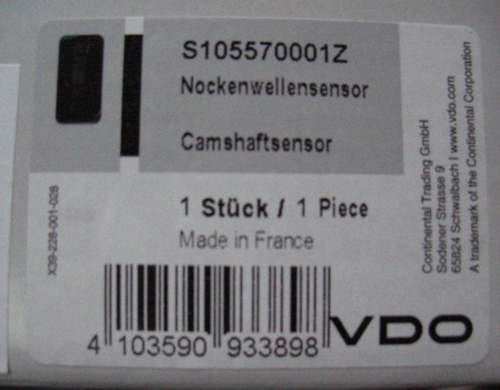 S105570001Z
Nockenwellensensor
Camshaftsensor
1 Stück / 1 Piece
Made in France
X39-228-001-028
4 103590 933898
VDO
Continental Trading GmbH
Sodener Strasse 9
65824 Schwalbach I www.vdo.com
A trademark of the Continental Corporation